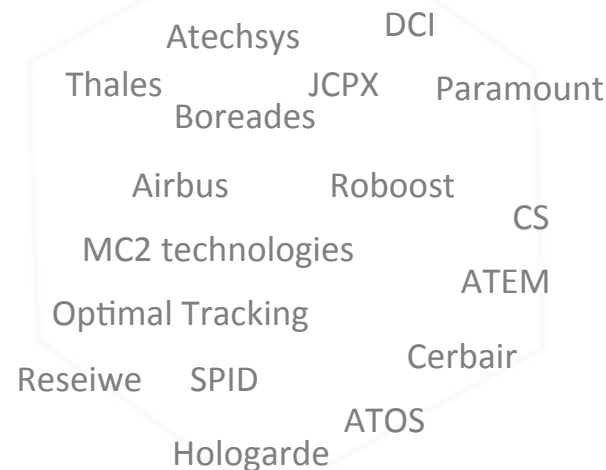 DCI
Atechsys
Thales
JCPX
Paramount
Boreades
Airbus
Roboost
CS
MC2 technologies
ATEM
Optimal Tracking
Cerbair
Reseiwe
SPID
ATOS
Hologarde